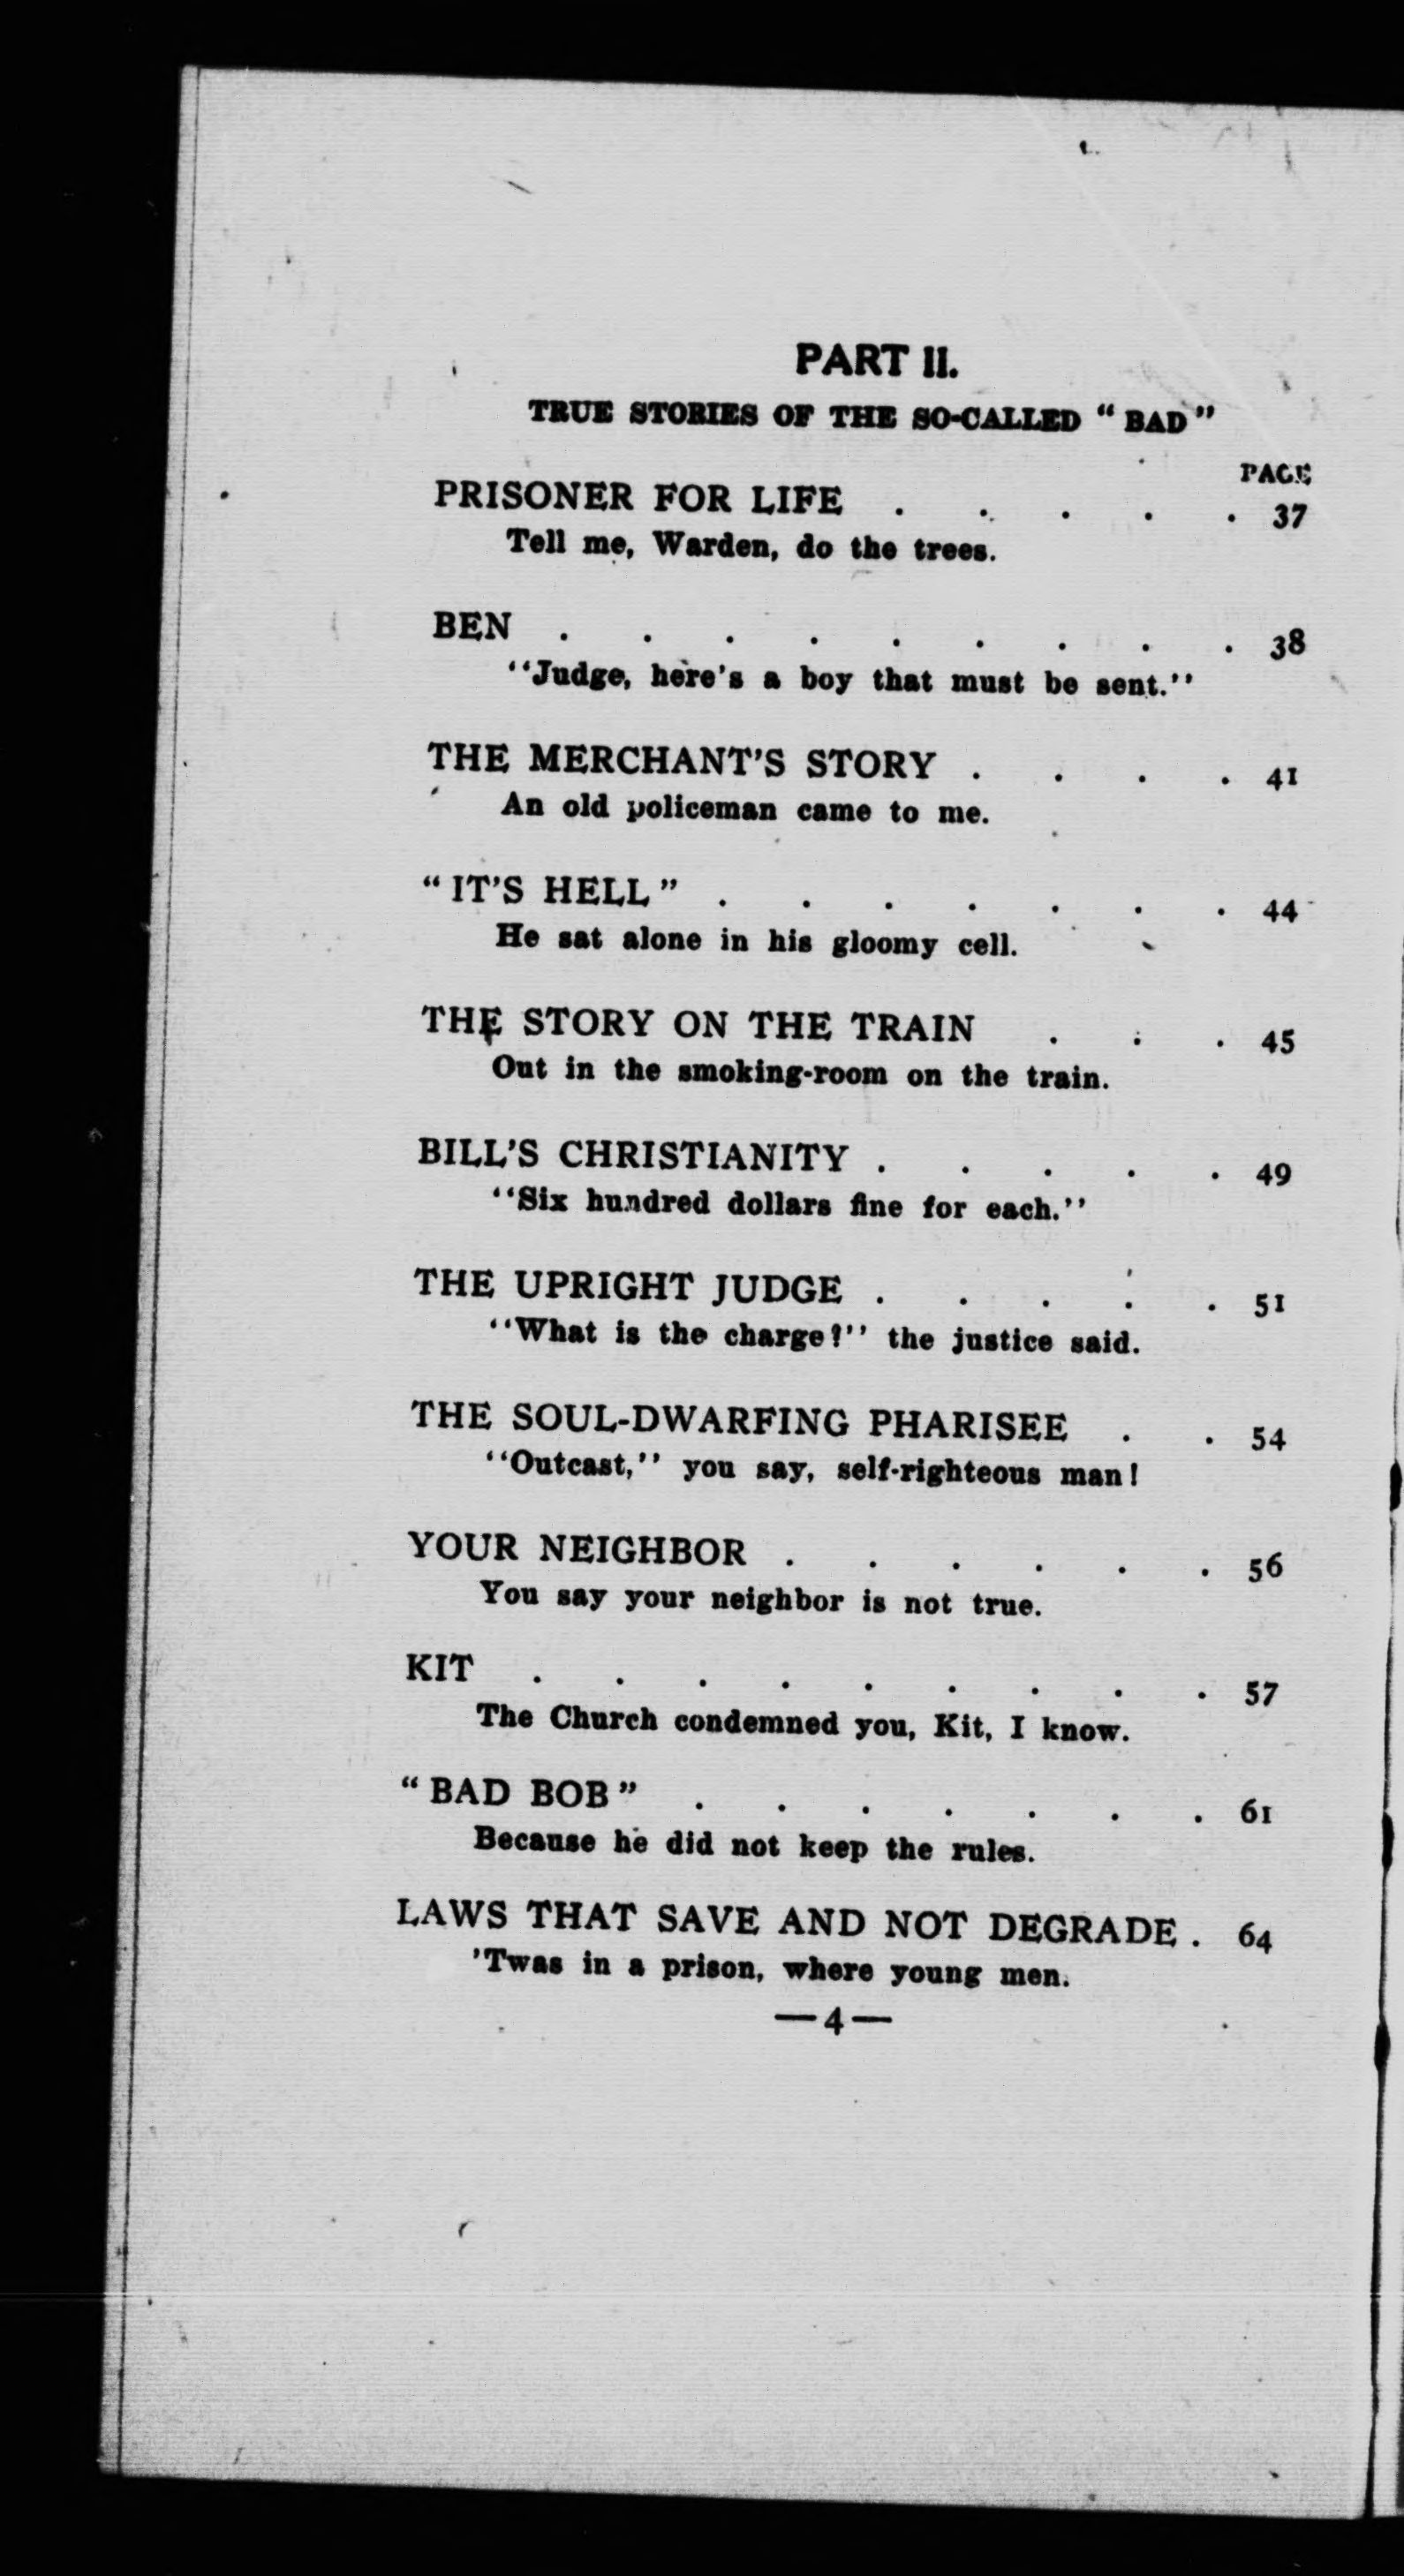 PART II.
TRUE STORIES OF THE SO-CALLED "BAD"
PAGE
PRISONER FOR LIFE . . . . . 37
Tell me, Warden, do the trees.
BEN . . . . . . . . . 38
"Judge, here's a boy that must be sent."
THE MERCHANT'S STORY . . . . 41
An old policeman came to me.
"IT'S HELL" . . . . . . . 44
He sat alone in his gloomy cell.
THE STORY ON THE TRAIN . . . 45
Out in the smoking-room on the train.
BILL'S CHRISTIANITY . . . . . 49
"Six hundred dollars fine for each."
THE UPRIGHT JUDGE . . . . . 51
"What is the charge?" the justice said.
THE SOUL-DWARFING PHARISEE . . 54
"Outcast," you say, self-righteous man!
YOUR NEIGHBOR . . . . . . 56
You say your neighbor is not true.
KIT . . . . . . . . . 57
The Church condemned you, Kit, I know.
"BAD BOB" . . . . . . . 61
Because he did not keep the rules.
LAWS THAT SAVE AND NOT DEGRADE . 64
'Twas in a prison, where young men.
—4—